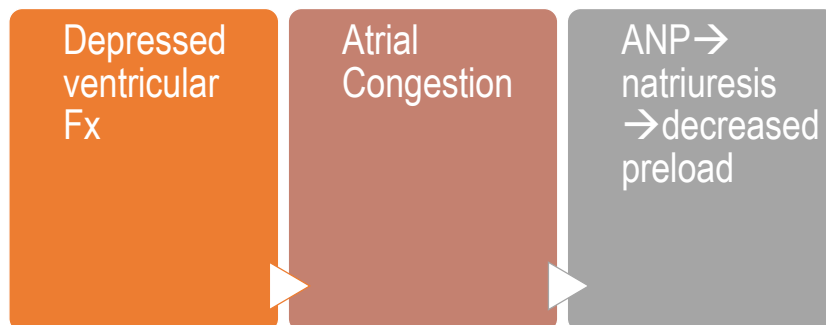 Depressed
ventricular
Fx
Atrial
Congestion
ANP→
natriuresis
→decreased
preload